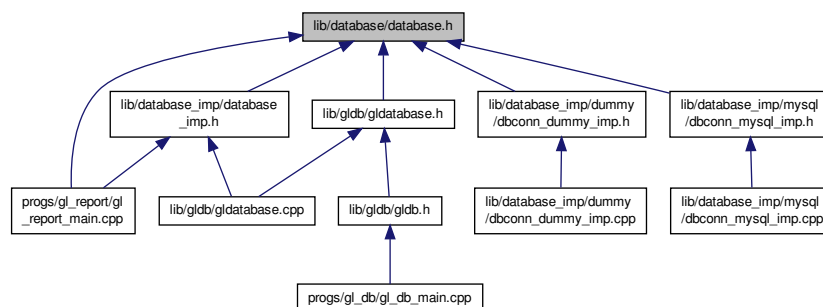 lib/database/database.h
lib/database_imp/database
_imp.h
lib/gldb/gldatabase.h
lib/database_imp/dummy
/dbconn_dummy_imp.h
lib/database_imp/mysql
/dbconn_mysql_imp.h
progs/gl_report/gl
_report_main.cpp
lib/gldb/gldatabase.cpp
lib/gldb/gldb.h
lib/database_imp/dummy
/dbconn_dummy_imp.cpp
lib/database_imp/mysql
/dbconn_mysql_imp.cpp
progs/gl_db/gl_db_main.cpp